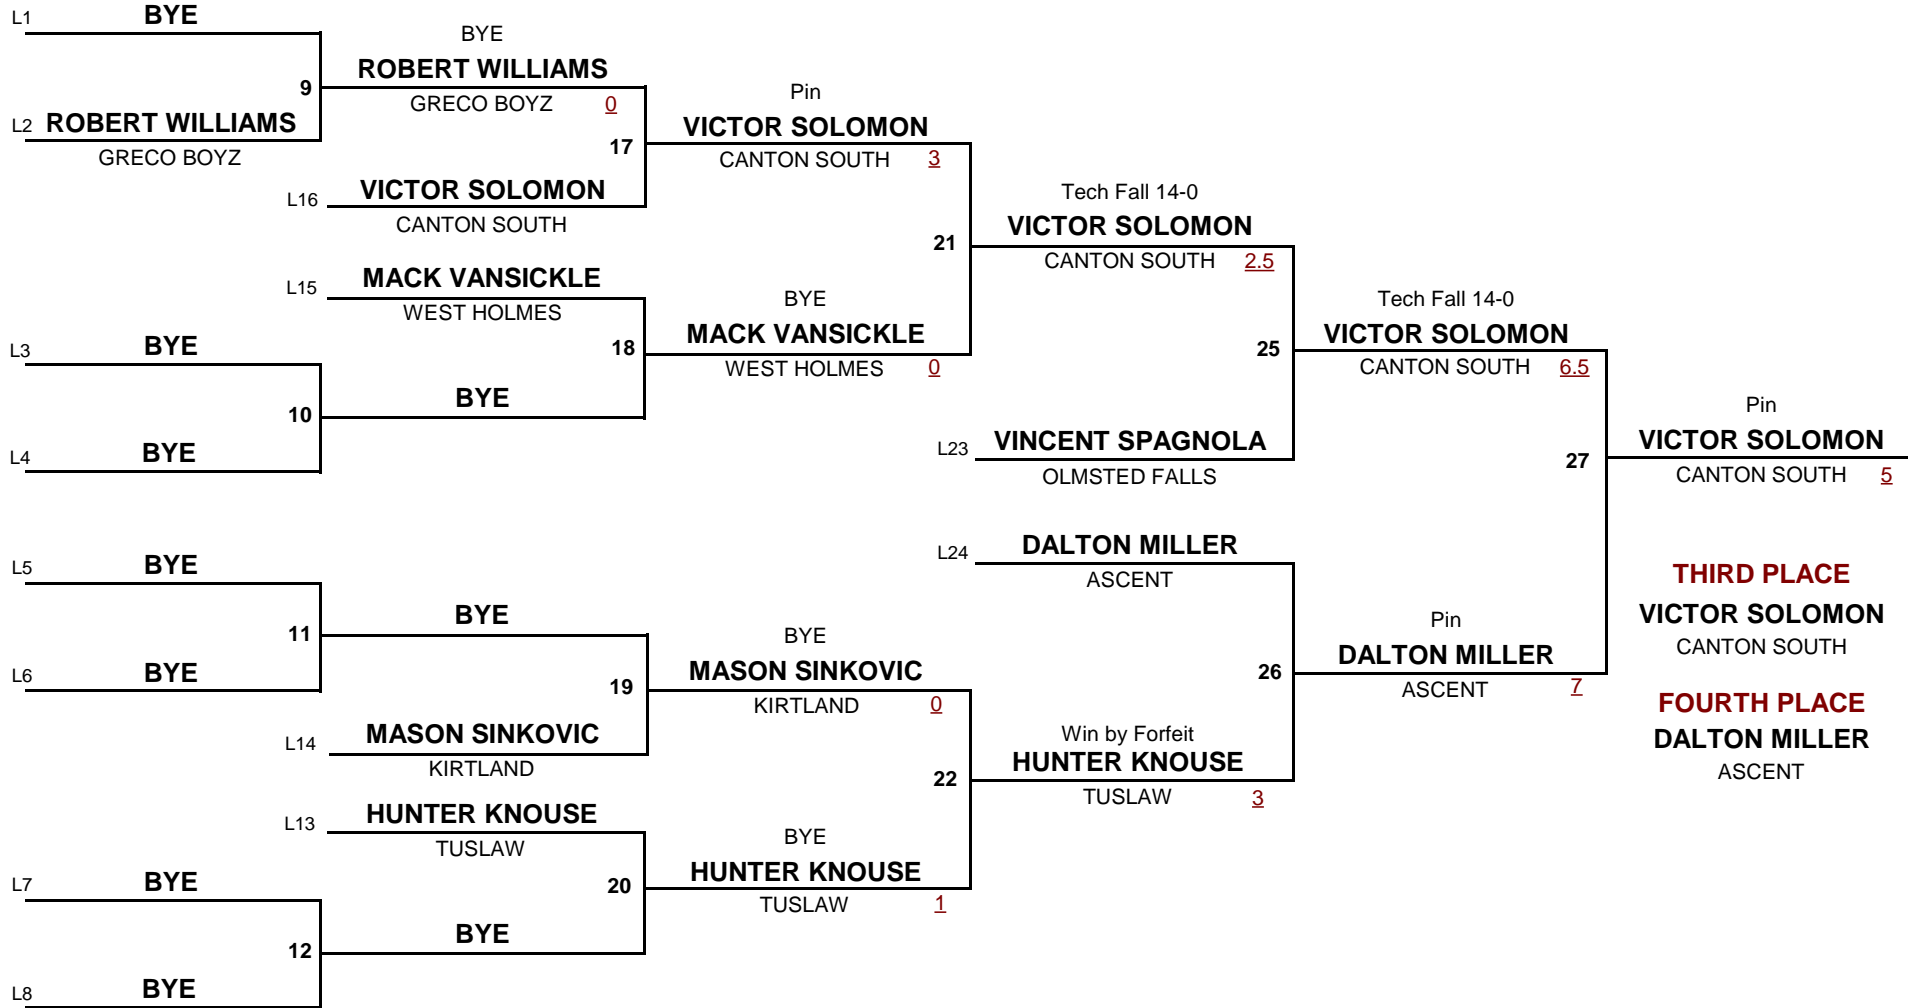 L1 BYE
BYE
ROBERT WILLIAMS
9
GRECO BOYZ 0
L2 ROBERT WILLIAMS
GRECO BOYZ
Pin
VICTOR SOLOMON
17
CANTON SOUTH 3
L16 VICTOR SOLOMON
CANTON SOUTH
Tech Fall 14-0
VICTOR SOLOMON
21
CANTON SOUTH 2.5
L15 MACK VANSICKLE
WEST HOLMES
BYE
MACK VANSICKLE
18
WEST HOLMES 0
L3 BYE
10
BYE
L4 BYE
Tech Fall 14-0
VICTOR SOLOMON
25
CANTON SOUTH 6.5
L23 VINCENT SPAGNOLA
OLMSTED FALLS
Pin
VICTOR SOLOMON
27
CANTON SOUTH 5
L24 DALTON MILLER
ASCENT
L5 BYE
BYE
11
L6 BYE
BYE
MASON SINKOVIC
19
KIRTLAND 0
L14 MASON SINKOVIC
KIRTLAND
Pin
DALTON MILLER
26
ASCENT 7
Win by Forfeit
HUNTER KNOUSE
22
TUSLAW 3
L13 HUNTER KNOUSE
TUSLAW
BYE
HUNTER KNOUSE
20
TUSLAW 1
L7 BYE
BYE
12
L8 BYE
THIRD PLACE
VICTOR SOLOMON
CANTON SOUTH
FOURTH PLACE
DALTON MILLER
ASCENT